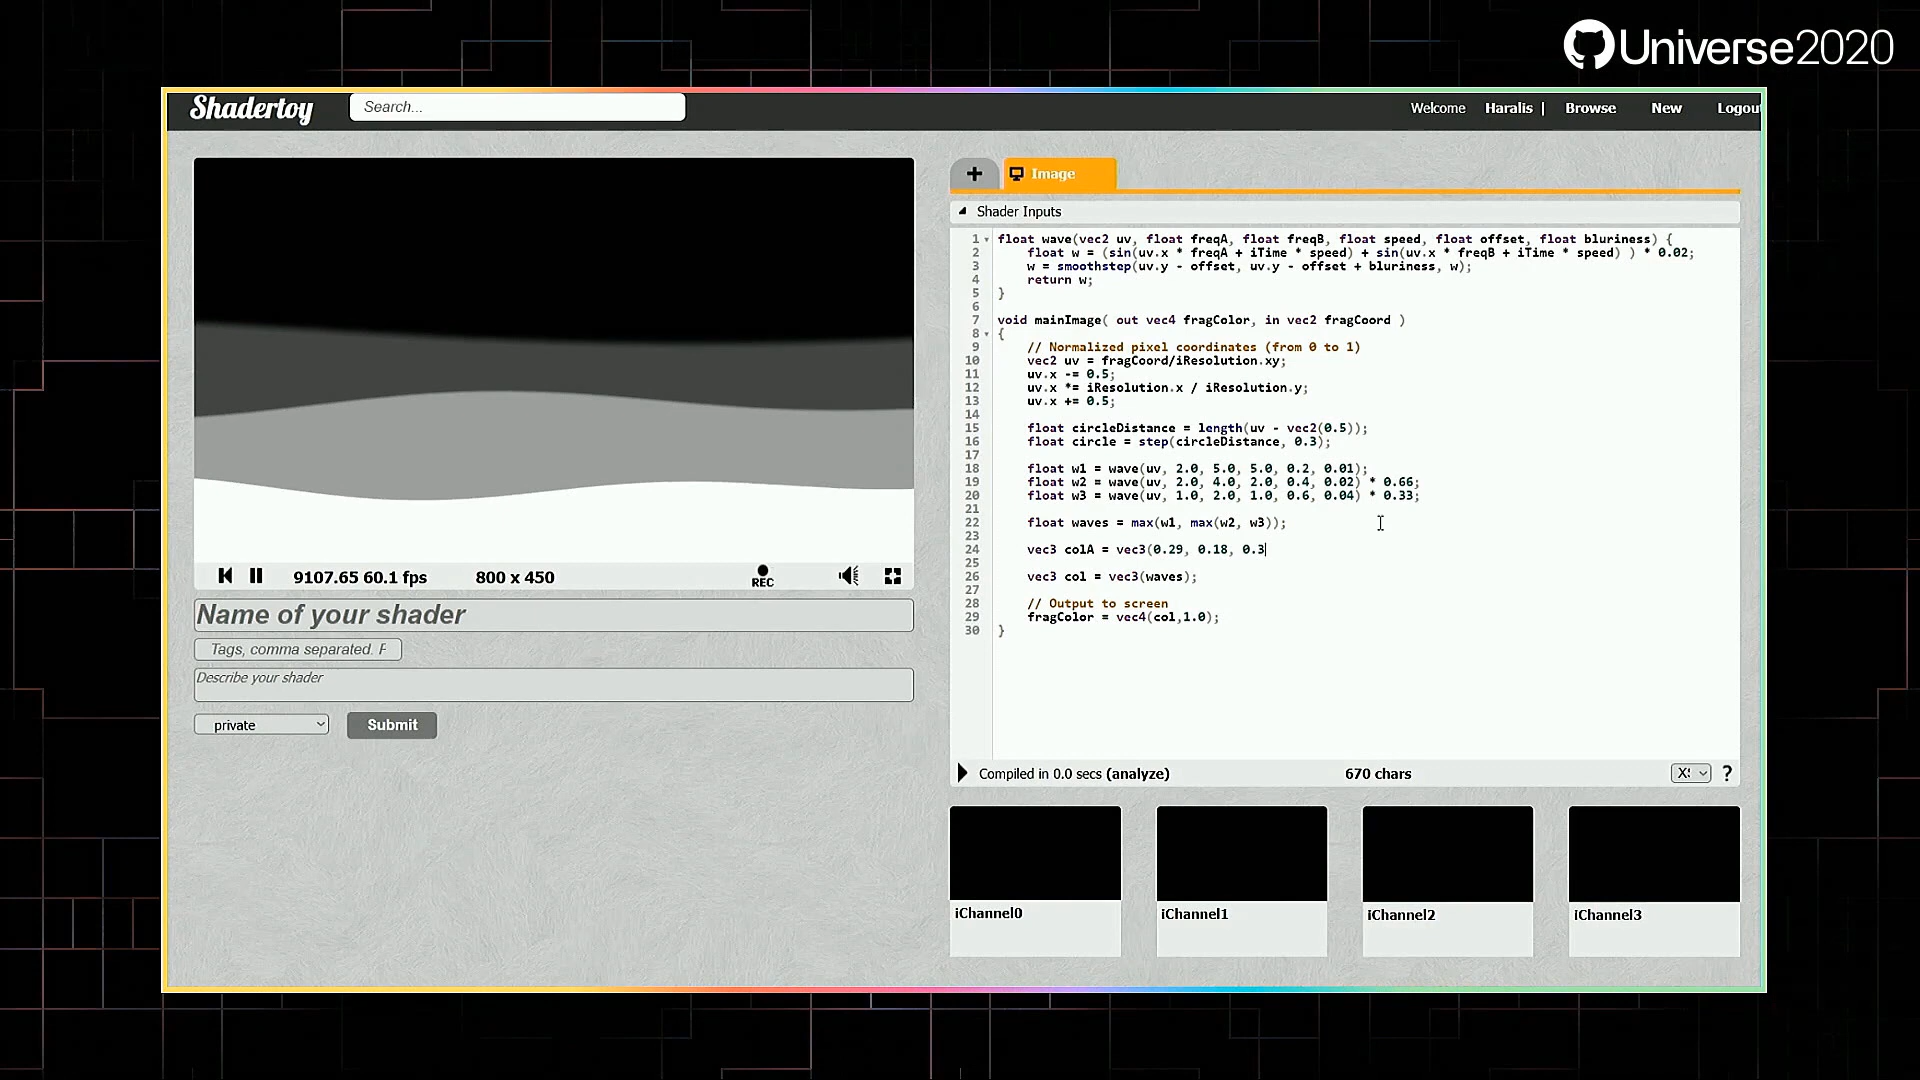 Universe2020
Shadertoy
Search...
Welcome Haralis | Browse New Logou
Image
Shader Inputs
1 float wave(vec2 uv, float freqA, float freqB, float speed, float offset, float bluriness) {
2 float w = (sin(uv.x * freqA + iTime * speed) + sin(uv.x * freqB + iTime * speed) ) * 0.02;
3 w = smoothstep(uv.y - offset, uv.y - offset + bluriness, w);
4 return w;
5 }
6
7 void mainImage( out vec4 fragColor, in vec2 fragCoord )
8 {
9 // Normalized pixel coordinates (from 0 to 1)
10 vec2 uv = fragCoord/iResolution.xy;
11 uv.x -= 0.5;
12 uv.x *= iResolution.x / iResolution.y;
13 uv.x += 0.5;
14
15 float circleDistance = length(uv - vec2(0.5));
16 float circle = step(circleDistance, 0.3);
17
18 float w1 = wave(uv, 2.0, 5.0, 5.0, 0.2, 0.01);
19 float w2 = wave(uv, 2.0, 4.0, 2.0, 0.4, 0.02) * 0.66;
20 float w3 = wave(uv, 1.0, 2.0, 1.0, 0.6, 0.04) * 0.33;
21
22 float waves = max(w1, max(w2, w3));
23
24 vec3 colA = vec3(0.29, 0.18, 0.3
25
26 vec3 col = vec3(waves);
27
28 // Output to screen
29 fragColor = vec4(col,1.0);
30 }
9107.65 60.1 fps 800 x 450 REC
Name of your shader
Tags, comma separated. F
Describe your shader
private Submit
Compiled in 0.0 secs (analyze) 670 chars X: ?
iChannel0 iChannel1 iChannel2 iChannel3